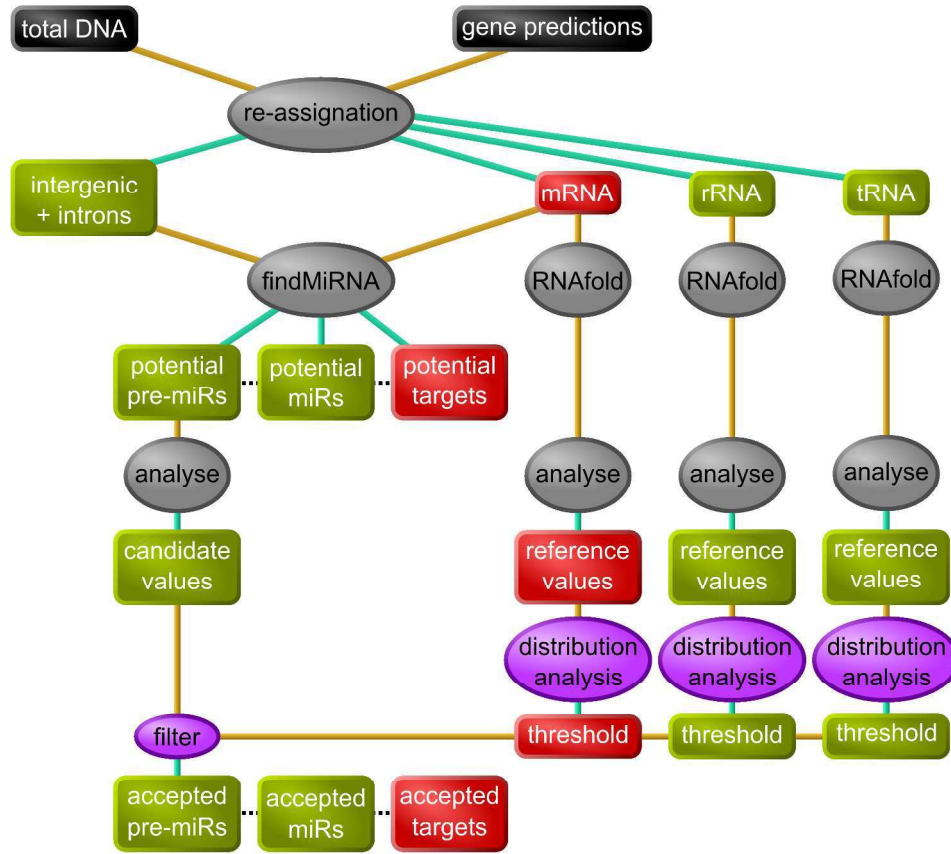 total DNA
gene predictions
re-assignation
intergenic
+ introns
mRNA
rRNA
tRNA
findMiRNA
RNAfold
RNAfold
RNAfold
potential
pre-miRs
potential
miRs
potential
targets
analyse
analyse
analyse
analyse
candidate
values
reference
values
reference
values
reference
values
distribution
analysis
distribution
analysis
distribution
analysis
filter
threshold
threshold
threshold
accepted
pre-miRs
accepted
miRs
accepted
targets